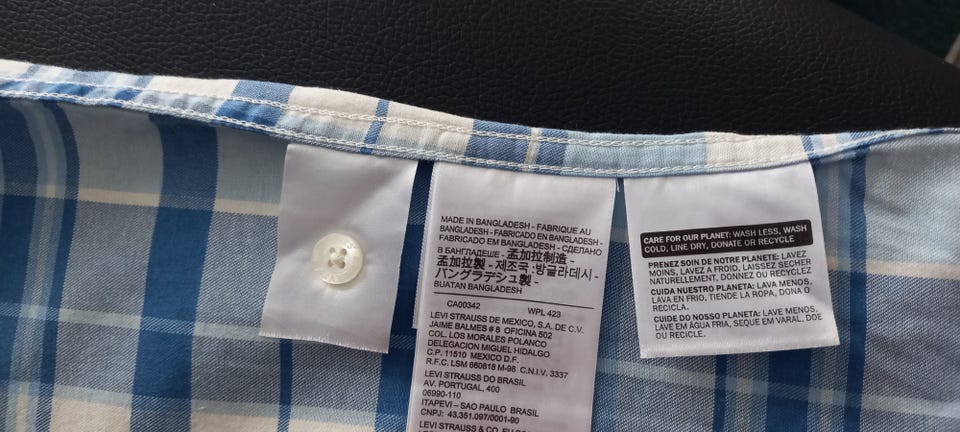 MADE IN BANGLADESH - FABRIQUE AU
BANGLADESH - FABRICADO EN BANGLADESH -
FABRICADO EM BANGLADESH - СДЕЛАНО
В БАНГЛАДЕШЕ - 孟加拉制造 -
孟加拉製 - 제조국 :방글라데시 -
バングラデシュ製 -
BUATAN BANGLADESH
CA00342 WPL 423
LEVI STRAUSS DE MEXICO, S.A. DE C.V.
JAIME BALMES # 8 OFICINA 502
COL. LOS MORALES POLANCO
DELEGACION MIGUEL HIDALGO
C.P. 11510 MEXICO D.F.
R.F.C. LSM 660818 M-98 C.N.I.V. 3337
LEVI STRAUSS DO BRASIL
AV. PORTUGAL, 400
06990-110
ITAPEVI – SAO PAULO BRASIL
CNPJ: 43,351.097/0001-90
LEVI STRAUSS & CO.
CARE FOR OUR PLANET: WASH LESS, WASH
COLD, LINE DRY, DONATE OR RECYCLE
PRENEZ SOIN DE NOTRE PLANETE: LAVEZ
MOINS, LAVEZ A FROID, LAISSEZ SECHER
NATURELLEMENT, DONNEZ OU RECYCLEZ
CUIDA NUESTRO PLANETA: LAVA MENOS,
LAVA EN FRIO, TIENDE LA ROPA, DONA O
RECICLA.
CUIDE DO NOSSO PLANETA: LAVE MENOS,
LAVE EM ÁGUA FRIA, SEQUE EM VARAL, DOE
OU RECICLE.